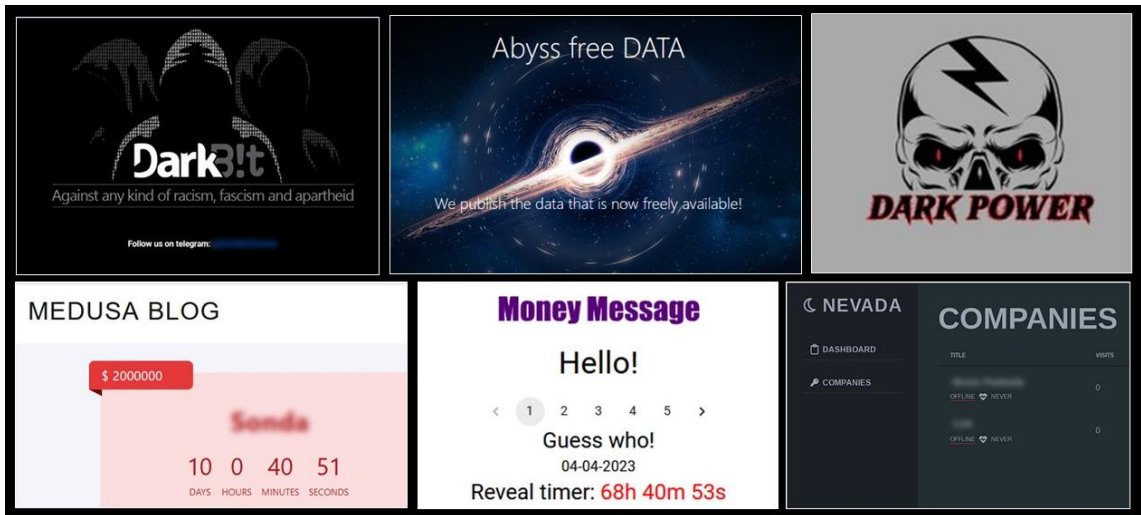 DarkB!t
Against any kind of racism, fascism and apartheid
Follow us on telegram:
Abyss free DATA
We publish the data that is now freely available!
DARK POWER
MEDUSA BLOG
$ 2000000
10 0 40 51
DAYS HOURS MINUTES SECONDS
Money Message
Hello!
< 1 2 3 4 5 >
Guess who!
04-04-2023
Reveal timer: 68h 40m 53s
NEVADA
DASHBOARD
COMPANIES
COMPANIES
TITLE VISITS
0
OFFLINE NEVER
0
OFFLINE NEVER